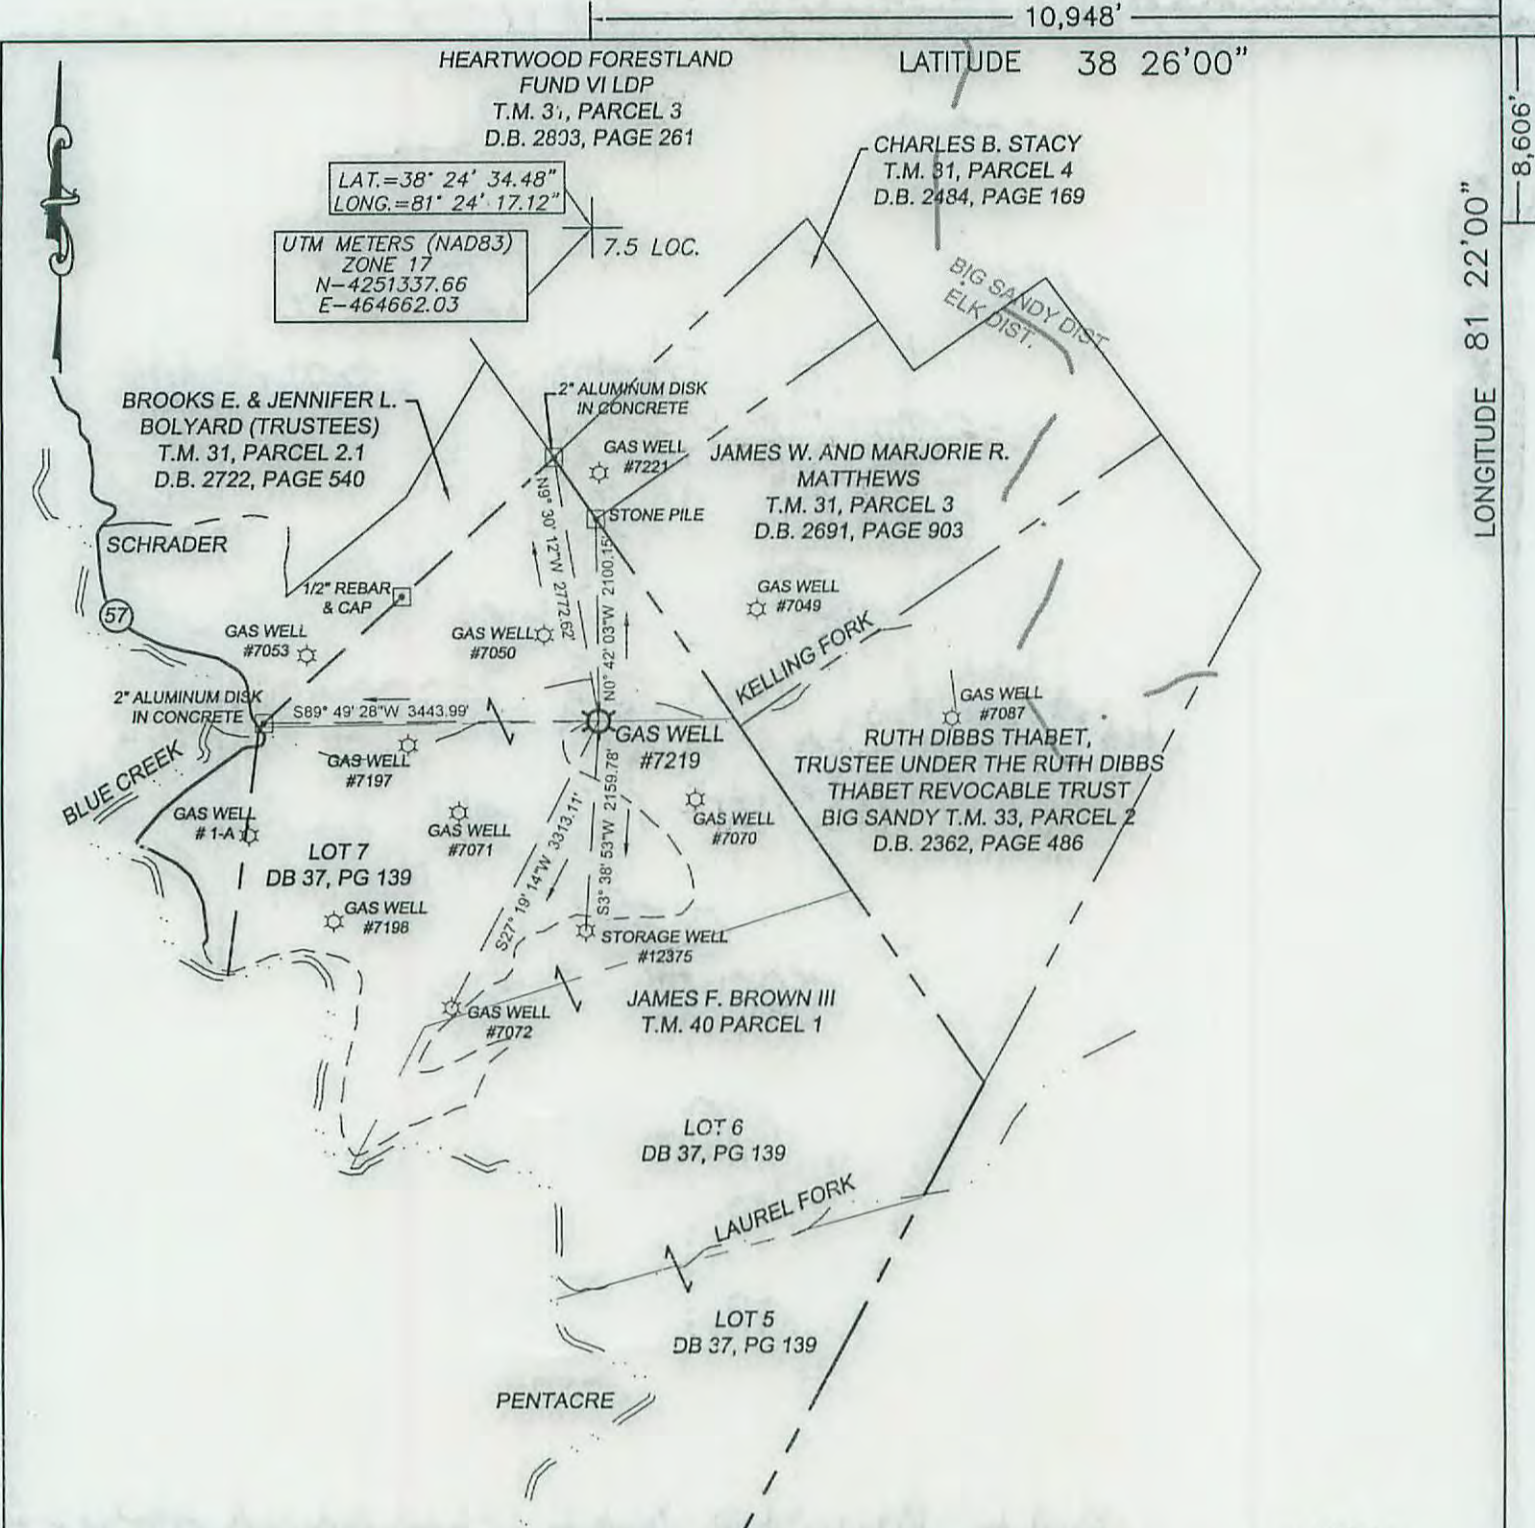 10,948'
HEARTWOOD FORESTLAND
FUND VI LDP
T.M. 31, PARCEL 3
D.B. 2803, PAGE 261
LATITUDE 38 26'00"
8,606'
LONGITUDE 81 22'00"
CHARLES B. STACY
T.M. 31, PARCEL 4
D.B. 2484, PAGE 169
LAT.=38° 24' 34.48"
LONG.=81° 24' 17.12"
7.5 LOC.
UTM METERS (NAD83)
ZONE 17
N-4251337.66
E-464662.03
BIG SANDY DIST
ELK DIST.
2" ALUMINUM DISK
IN CONCRETE
BROOKS E. & JENNIFER L.
BOLYARD (TRUSTEES)
T.M. 31, PARCEL 2.1
D.B. 2722, PAGE 540
GAS WELL
#7221
JAMES W. AND MARJORIE R.
MATTHEWS
T.M. 31, PARCEL 3
D.B. 2691, PAGE 903
STONE PILE
N9° 30' 12"W 2772.62'
N0° 42' 03"W 2100.15'
SCHRADER
1/2" REBAR
& CAP
57
GAS WELL
#7053
GAS WELL
#7050
GAS WELL
#7049
KELLING FORK
2" ALUMINUM DISK
IN CONCRETE
S89° 49' 28"W 3443.99'
GAS WELL
#7219
GAS WELL
#7087
RUTH DIBBS THABET,
TRUSTEE UNDER THE RUTH DIBBS
THABET REVOCABLE TRUST
BIG SANDY T.M. 33, PARCEL 2
D.B. 2362, PAGE 486
BLUE CREEK
GAS WELL
#7197
GAS WELL
# 1-A
GAS WELL
#7071
GAS WELL
#7070
S27° 19' 14"W 3313.11'
S3° 38' 53"W 2159.78'
LOT 7
DB 37, PG 139
GAS WELL
#7198
STORAGE WELL
#12375
GAS WELL
#7072
JAMES F. BROWN III
T.M. 40 PARCEL 1
LOT 6
DB 37, PG 139
LAUREL FORK
LOT 5
DB 37, PG 139
PENTACRE